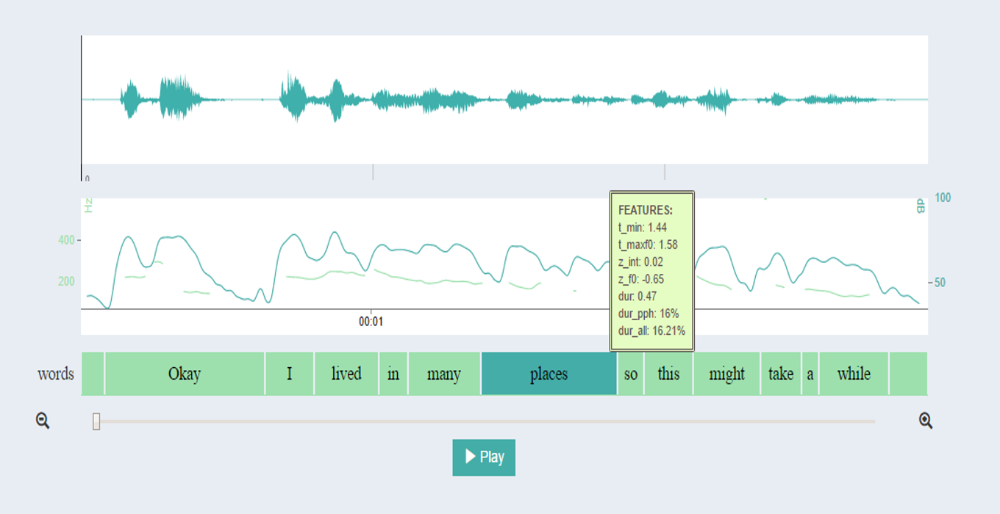 0
Hz
dB
100
400
200
50
00:01
FEATURES:
t_min: 1.44
t_maxf0: 1.58
z_int: 0.02
z_f0: -0.65
dur: 0.47
dur_pph: 16%
dur_all: 16.21%
words Okay I lived in many places so this might take a while
Play